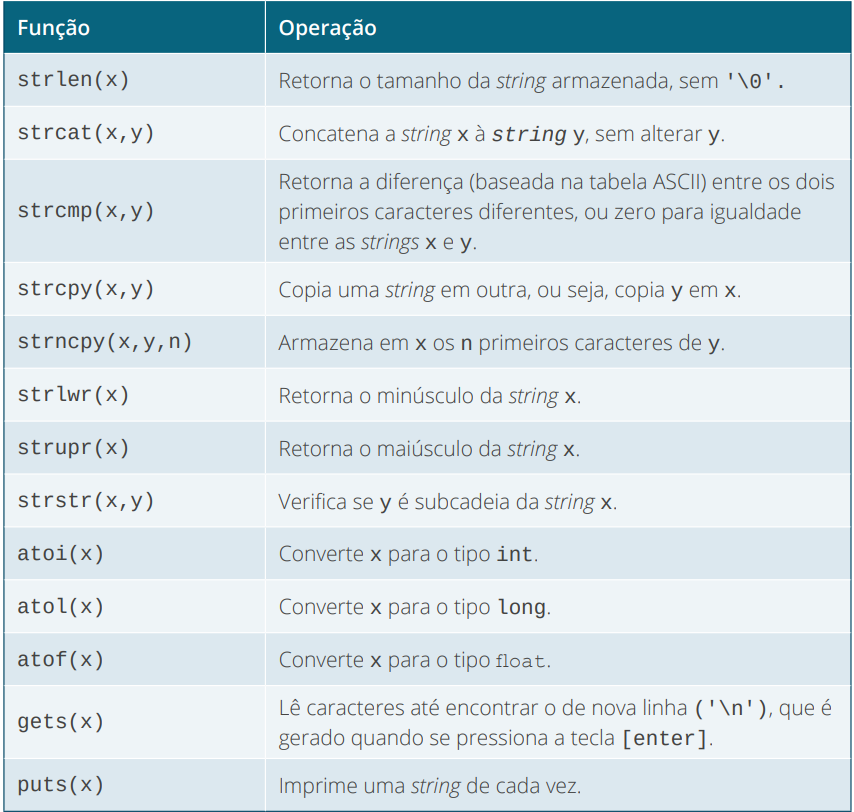 Função Operação
strlen(x) Retorna o tamanho da string armazenada, sem '\0'.
strcat(x,y) Concatena a string x à string y, sem alterar y.
strcmp(x,y) Retorna a diferença (baseada na tabela ASCII) entre os dois
primeiros caracteres diferentes, ou zero para igualdade
entre as strings x e y.
strcpy(x,y) Copia uma string em outra, ou seja, copia y em x.
strncpy(x,y,n) Armazena em x os n primeiros caracteres de y.
strlwr(x) Retorna o minúsculo da string x.
strupr(x) Retorna o maiúsculo da string x.
strstr(x,y) Verifica se y é subcadeia da string x.
atoi(x) Converte x para o tipo int.
atol(x) Converte x para o tipo long.
atof(x) Converte x para o tipo float.
gets(x) Lê caracteres até encontrar o de nova linha ('\n'), que é
gerado quando se pressiona a tecla [enter].
puts(x) Imprime uma string de cada vez.